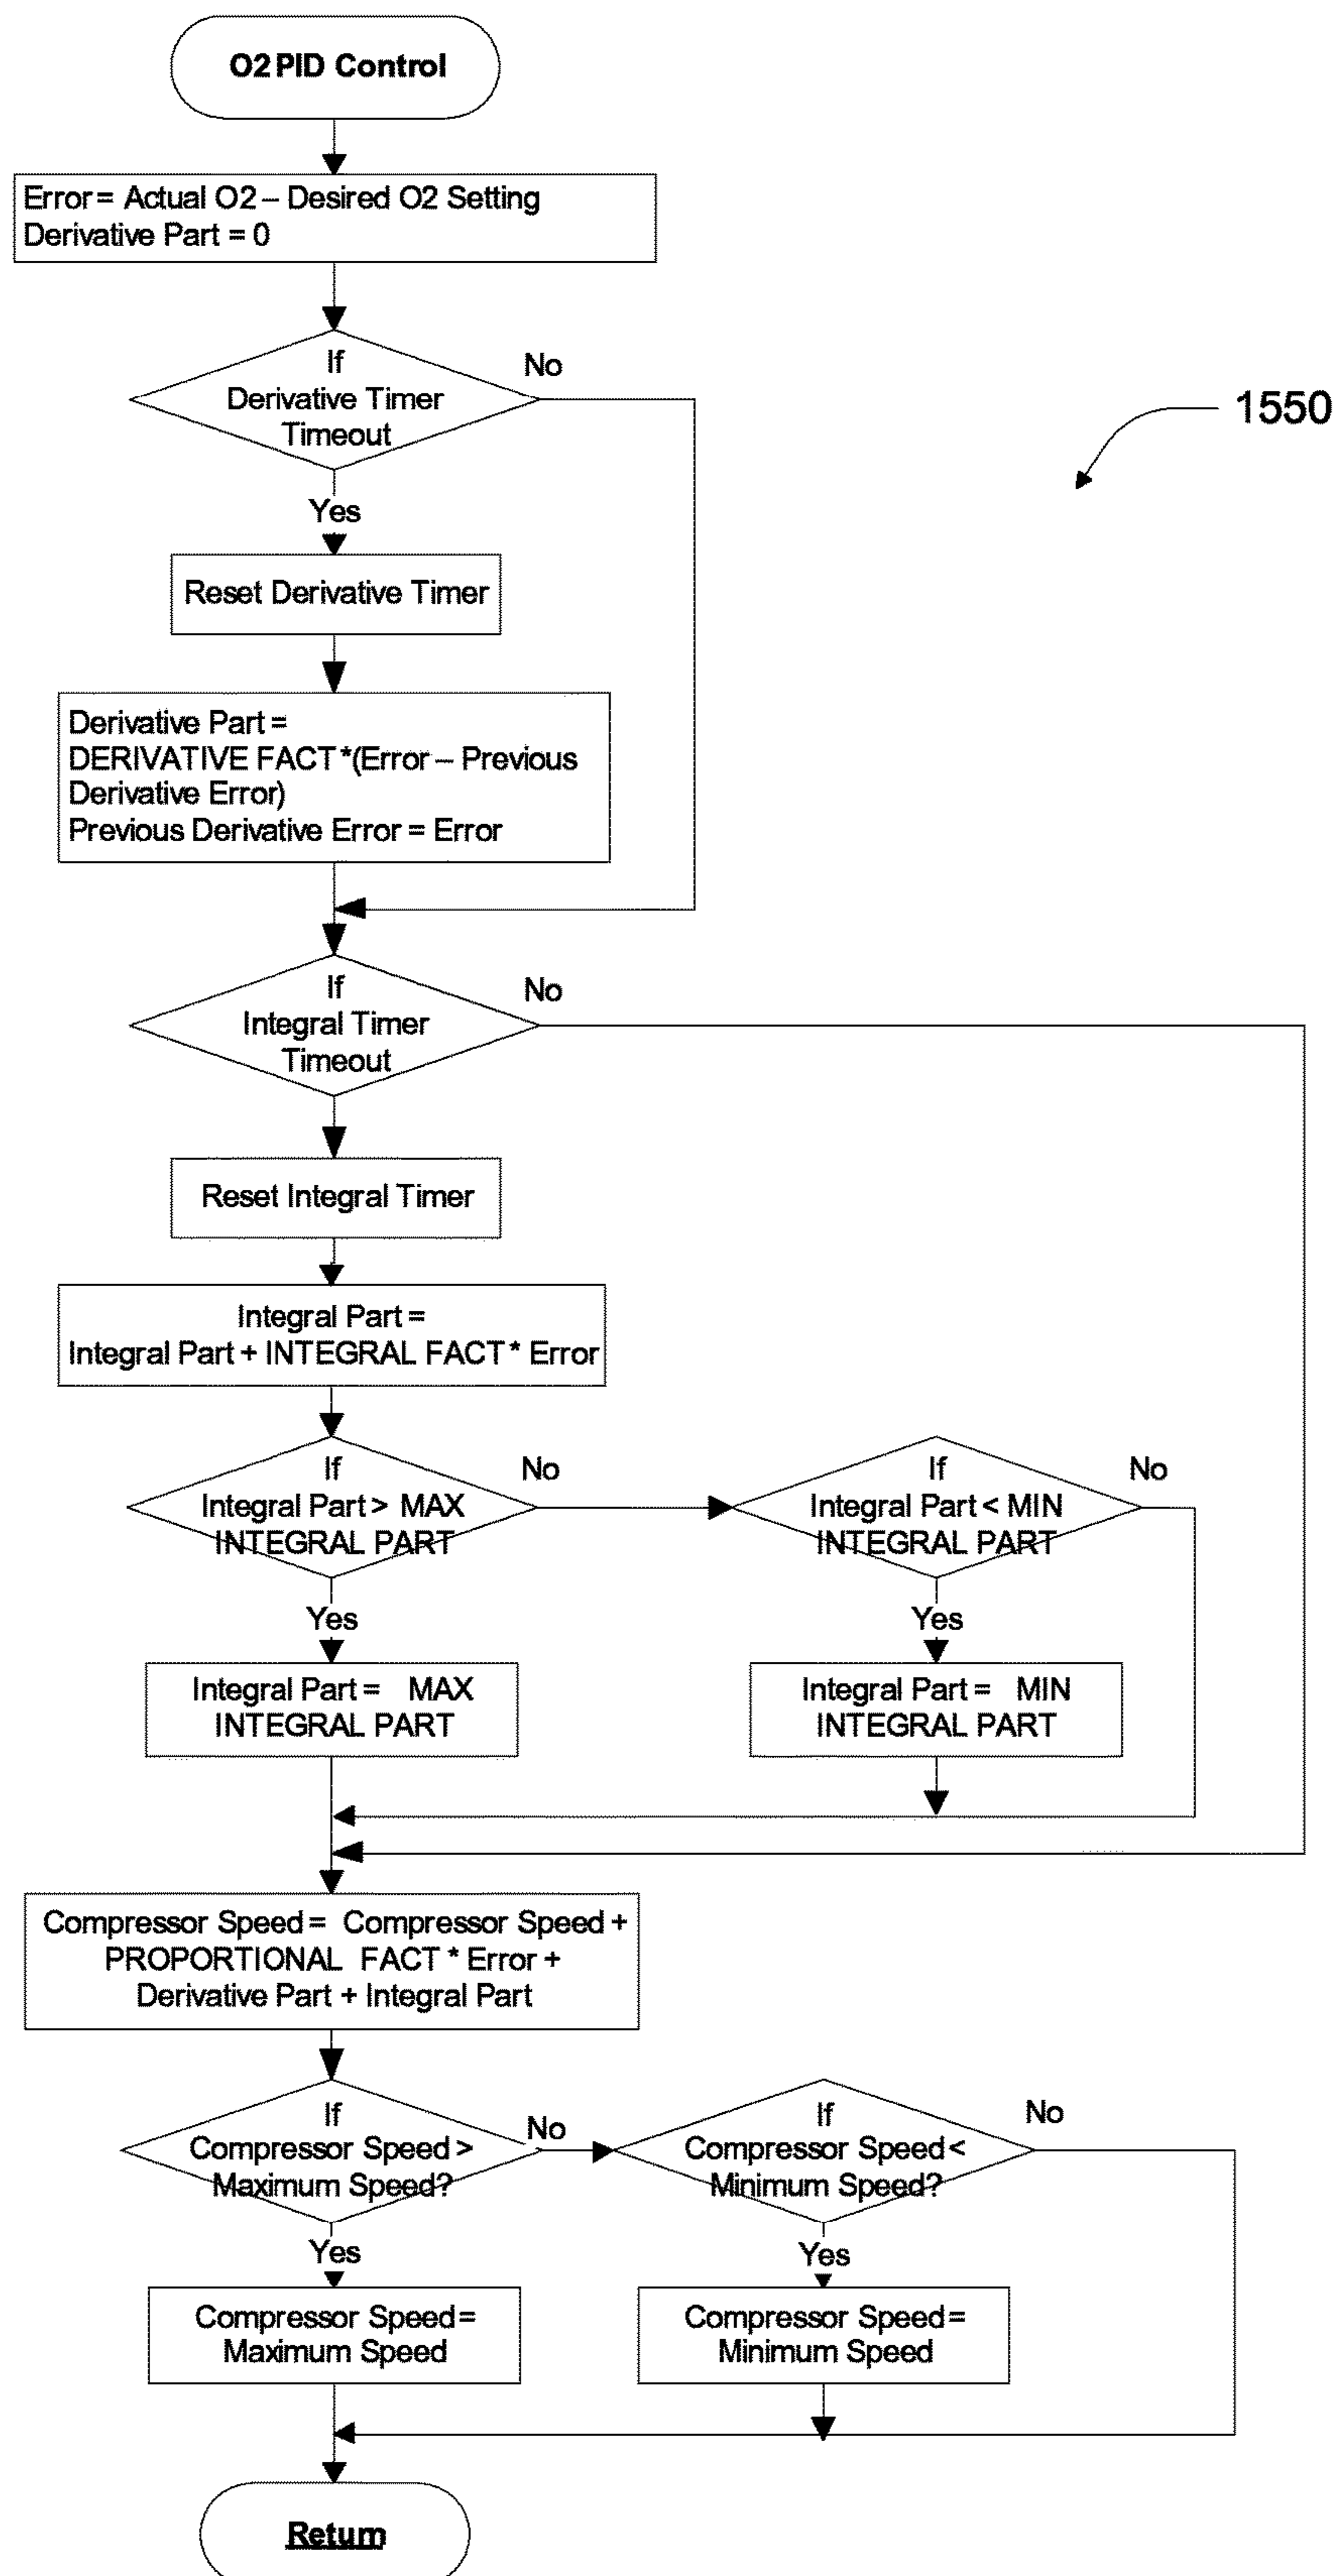 O2 PID Control
Error = Actual O2 – Desired O2 Setting
Derivative Part = 0
If
Derivative Timer
Timeout
No
1550
Yes
Reset Derivative Timer
Derivative Part =
DERIVATIVE FACT *(Error – Previous
Derivative Error)
Previous Derivative Error = Error
If
Integral Timer
Timeout
No
Reset Integral Timer
Integral Part =
Integral Part + INTEGRAL FACT * Error
If
Integral Part > MAX
INTEGRAL PART
No
If
Integral Part < MIN
INTEGRAL PART
No
Yes
Yes
Integral Part = MAX
INTEGRAL PART
Integral Part = MIN
INTEGRAL PART
Compressor Speed = Compressor Speed +
PROPORTIONAL FACT * Error +
Derivative Part + Integral Part
If
Compressor Speed >
Maximum Speed?
No
If
Compressor Speed <
Minimum Speed?
No
Yes
Yes
Compressor Speed =
Maximum Speed
Compressor Speed =
Minimum Speed
Return